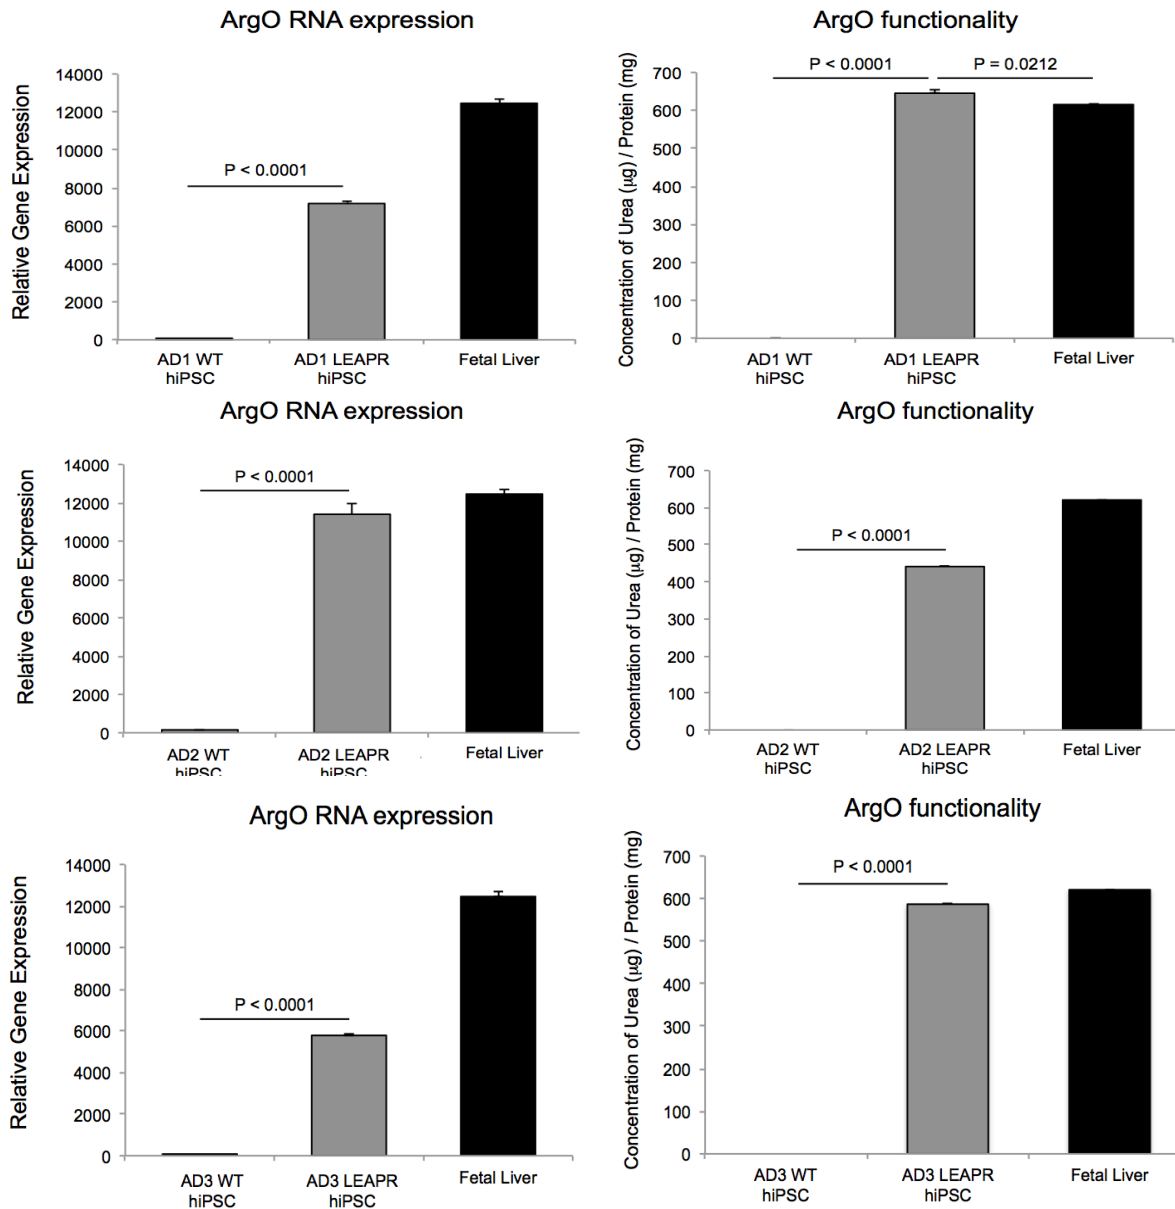 ArgO RNA expression
Relative Gene Expression
14000
12000
10000
8000
6000
4000
2000
0
P < 0.0001
AD1 WT
hiPSC
AD1 LEAPR
hiPSC
Fetal Liver
ArgO functionality
Concentration of Urea (µg) / Protein (mg)
700
600
500
400
300
200
100
0
P < 0.0001
P = 0.0212
AD1 WT
hiPSC
AD1 LEAPR
hiPSC
Fetal Liver
ArgO RNA expression
Relative Gene Expression
14000
12000
10000
8000
6000
4000
2000
0
P < 0.0001
AD2 WT
hiPSC
AD2 LEAPR
hiPSC
Fetal Liver
ArgO functionality
Concentration of Urea (µg) / Protein (mg)
700
600
500
400
300
200
100
0
P < 0.0001
AD2 WT
hiPSC
AD2 LEAPR
hiPSC
Fetal Liver
ArgO RNA expression
Relative Gene Expression
14000
12000
10000
8000
6000
4000
2000
0
P < 0.0001
AD3 WT
hiPSC
AD3 LEAPR
hiPSC
Fetal Liver
ArgO functionality
Concentration of Urea (µg) / Protein (mg)
700
600
500
400
300
200
100
0
P < 0.0001
AD3 WT
hiPSC
AD3 LEAPR
hiPSC
Fetal Liver